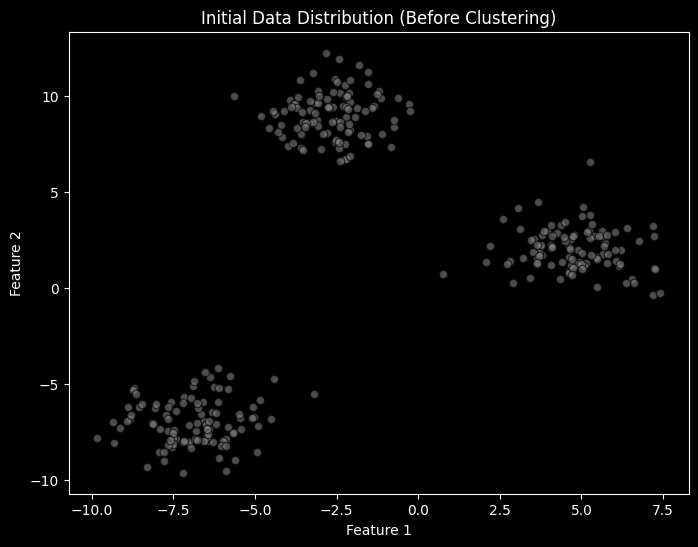 Initial Data Distribution (Before Clustering)
10
5
0
−5
−10
Feature 2
−10.0 −7.5 −5.0 −2.5 0.0 2.5 5.0 7.5
Feature 1